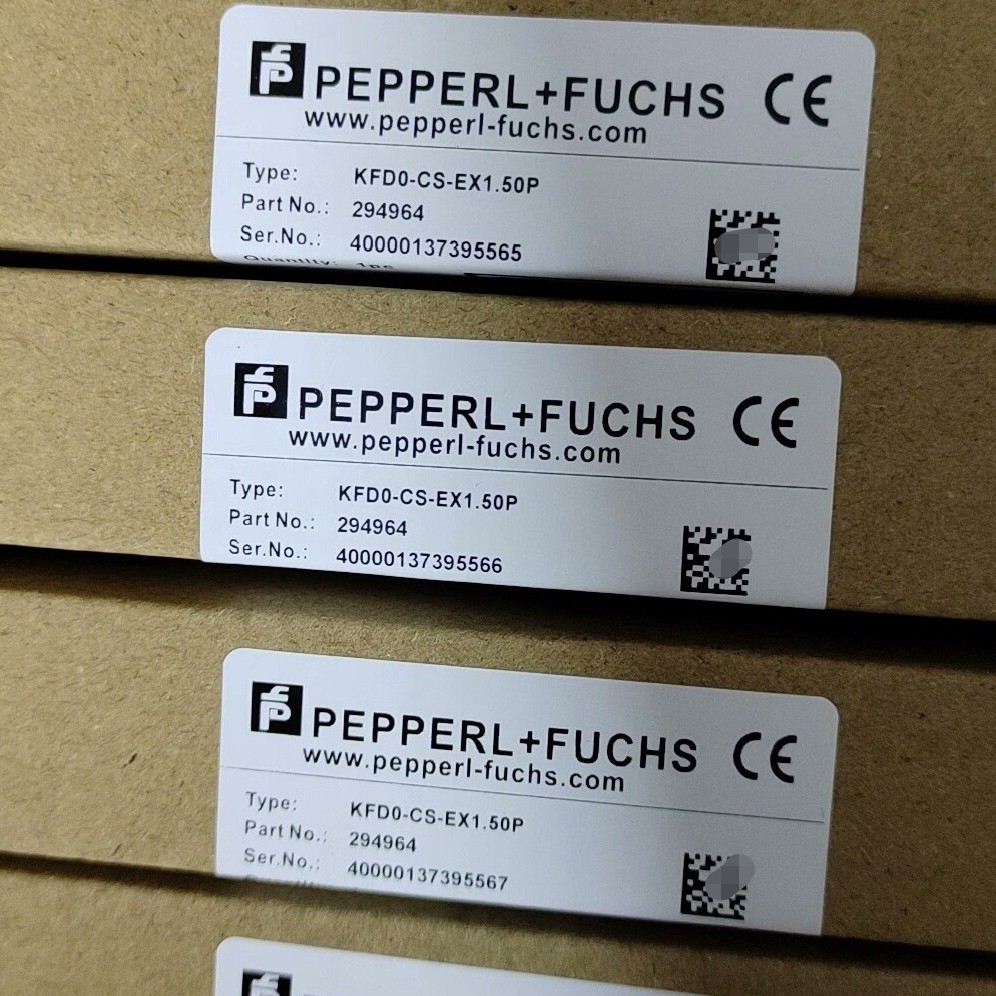 PEPPERL+FUCHS CE
www.pepperl-fuchs.com
Type: KFD0-CS-EX1.50P
Part No.: 294964
Ser.No.: 40000137395565
Quantity: 1pc
PEPPERL+FUCHS CE
www.pepperl-fuchs.com
Type: KFD0-CS-EX1.50P
Part No.: 294964
Ser.No.: 40000137395566
PEPPERL+FUCHS CE
www.pepperl-fuchs.com
Type: KFD0-CS-EX1.50P
Part No.: 294964
Ser.No.: 40000137395567